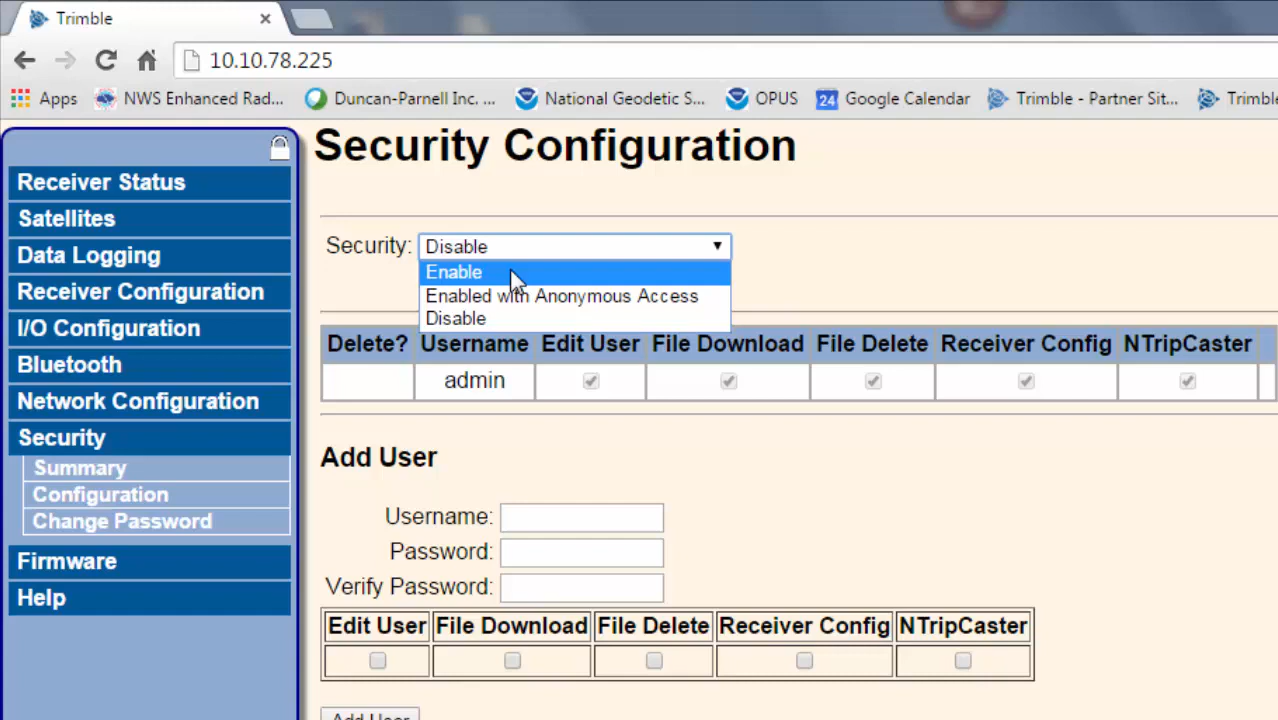 Trimble
10.10.78.225
Apps NWS Enhanced Rad... Duncan-Parnell Inc. ... National Geodetic S... OPUS 24 Google Calendar Trimble - Partner Sit... Trimble
Security Configuration
Receiver Status
Satellites
Data Logging
Receiver Configuration
I/O Configuration
Bluetooth
Network Configuration
Security
Summary
Configuration
Change Password
Firmware
Help
Security: Disable
Enable
Enabled with Anonymous Access
Disable
Delete? Username Edit User File Download File Delete Receiver Config NTripCaster
admin
Add User
Username:
Password:
Verify Password:
Edit User File Download File Delete Receiver Config NTripCaster
Add User